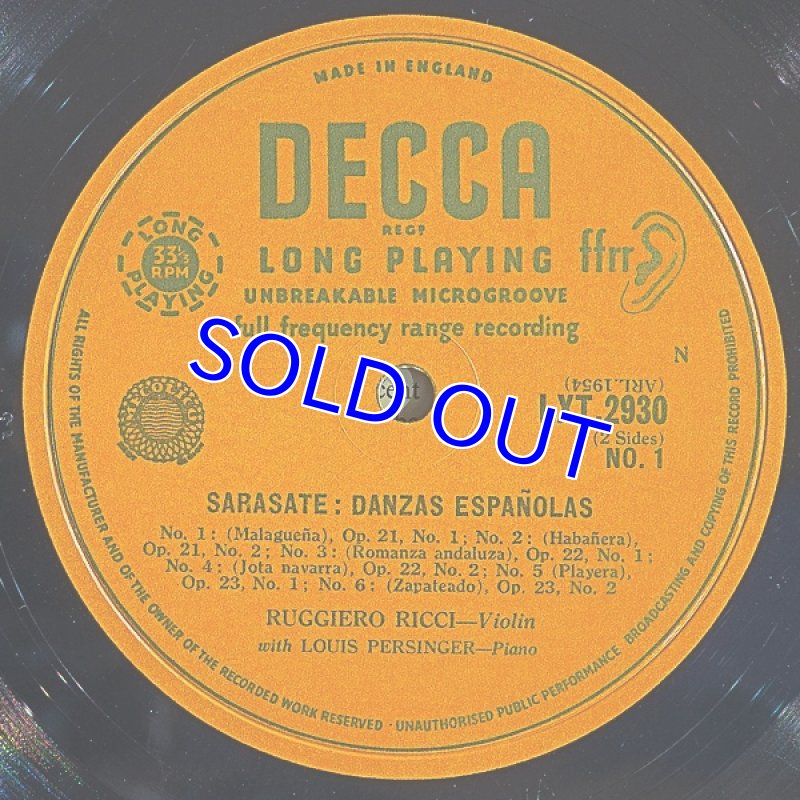 MADE IN ENGLAND
DECCA
REGD
LONG PLAYING
33⅓
RPM
LONG PLAYING
ffrr
UNBREAKABLE MICROGROOVE
full frequency range recording
SOLD OUT
N
(ARL.1954)
LXT-2930
(2 Sides)
NO. 1
SARASATE : DANZAS ESPAÑOLAS
No. 1: (Malagueña), Op. 21, No. 1; No. 2: (Habañera),
Op. 21, No. 2; No. 3: (Romanza andaluza), Op. 22, No. 1;
No. 4: (Jota navarra), Op. 22, No. 2; No. 5 (Playera),
Op. 23, No. 1; No. 6: (Zapateado), Op. 23, No. 2
RUGGIERO RICCI—Violin
with LOUIS PERSINGER—Piano
ALL RIGHTS OF THE MANUFACTURER AND OF THE OWNER OF THE RECORDED WORK RESERVED · UNAUTHORISED PUBLIC PERFORMANCE BROADCASTING AND COPYING OF THIS RECORD PROHIBITED